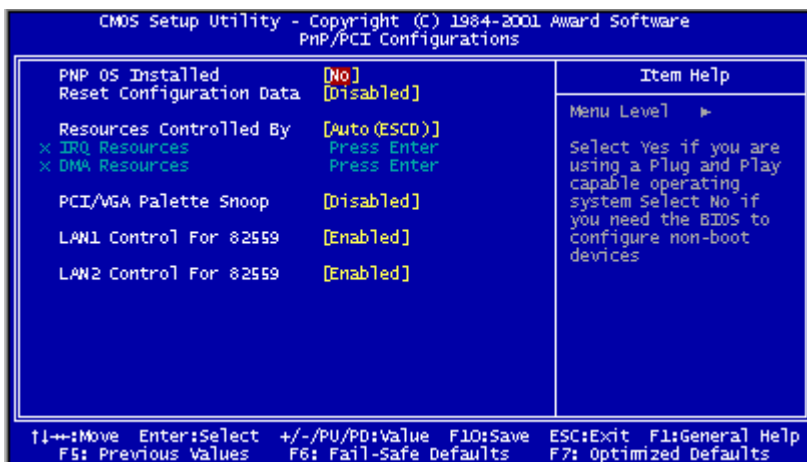 CMOS Setup Utility - Copyright (C) 1984-2001 Award Software
PnP/PCI Configurations
PNP OS Installed [No]
Reset Configuration Data [Disabled]
Resources Controlled By [Auto(ESCD)]
x IRQ Resources Press Enter
x DMA Resources Press Enter
PCI/VGA Palette Snoop [Disabled]
LAN1 Control For 82559 [Enabled]
LAN2 Control For 82559 [Enabled]
Item Help
Menu Level ►
Select Yes if you are
using a Plug and Play
capable operating
system Select No if
you need the BIOS to
configure non-boot
devices
↑↓→←:Move Enter:Select +/-/PU/PD:Value F10:Save ESC:Exit F1:General Help
F5: Previous Values F6: Fail-Safe Defaults F7: Optimized Defaults